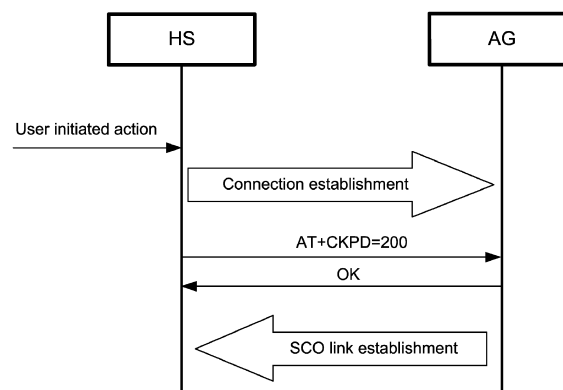 HS
AG
User initiated action
Connection establishment
AT+CKPD=200
OK
SCO link establishment